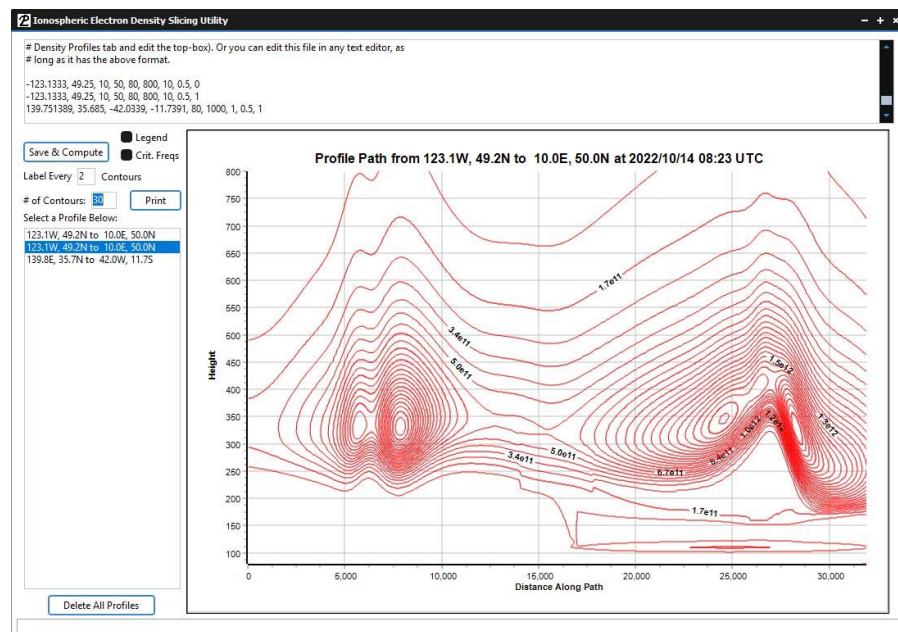 Ionospheric Electron Density Slicing Utility
# Density Profiles tab and edit the top-box). Or you can edit this file in any text editor, as
# long as it has the above format.
-123.1333, 49.25, 10, 50, 80, 800, 10, 0.5, 0
-123.1333, 49.25, 10, 50, 80, 800, 10, 0.5, 1
139.751389, 35.685, -42.0339, -11.7391, 80, 1000, 1, 0.5, 1
Save & Compute
Legend
Crit. Freqs
Label Every 2 Contours
# of Contours: 30
Print
Select a Profile Below:
123.1W, 49.2N to 10.0E, 50.0N
123.1W, 49.2N to 10.0E, 50.0N
139.8E, 35.7N to 42.0W, 11.7S
Delete All Profiles
Profile Path from 123.1W, 49.2N to 10.0E, 50.0N at 2022/10/14 08:23 UTC
Height
800
750
700
650
600
550
500
450
400
350
300
250
200
150
100
1.7e11
3.4e11
5.0e11
1.5e12
1.3e12
1.2e12
1.0e12
8.4e11
6.7e11
5.0e11
3.4e11
1.7e11
0
5,000
10,000
15,000
20,000
25,000
30,000
Distance Along Path